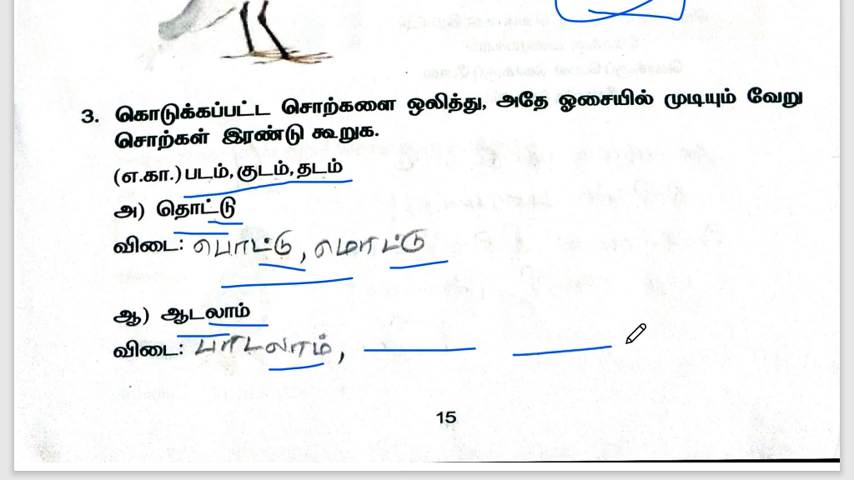 3. கொடுக்கப்பட்ட சொற்களை ஒலித்து, அதே ஓசையில் முடியும் வேறு
சொற்கள் இரண்டு கூறுக.
(எ.கா.) படம், குடம், தடம்
அ) தொட்டு
விடை: பொட்டு, மொட்டு
ஆ) ஆடலாம்
விடை: பாடலாம்,
15